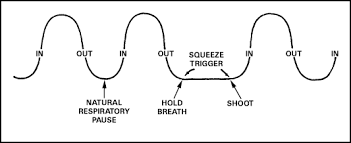 IN OUT IN OUT SQUEEZE TRIGGER IN OUT IN
NATURAL RESPIRATORY PAUSE
HOLD BREATH
SHOOT